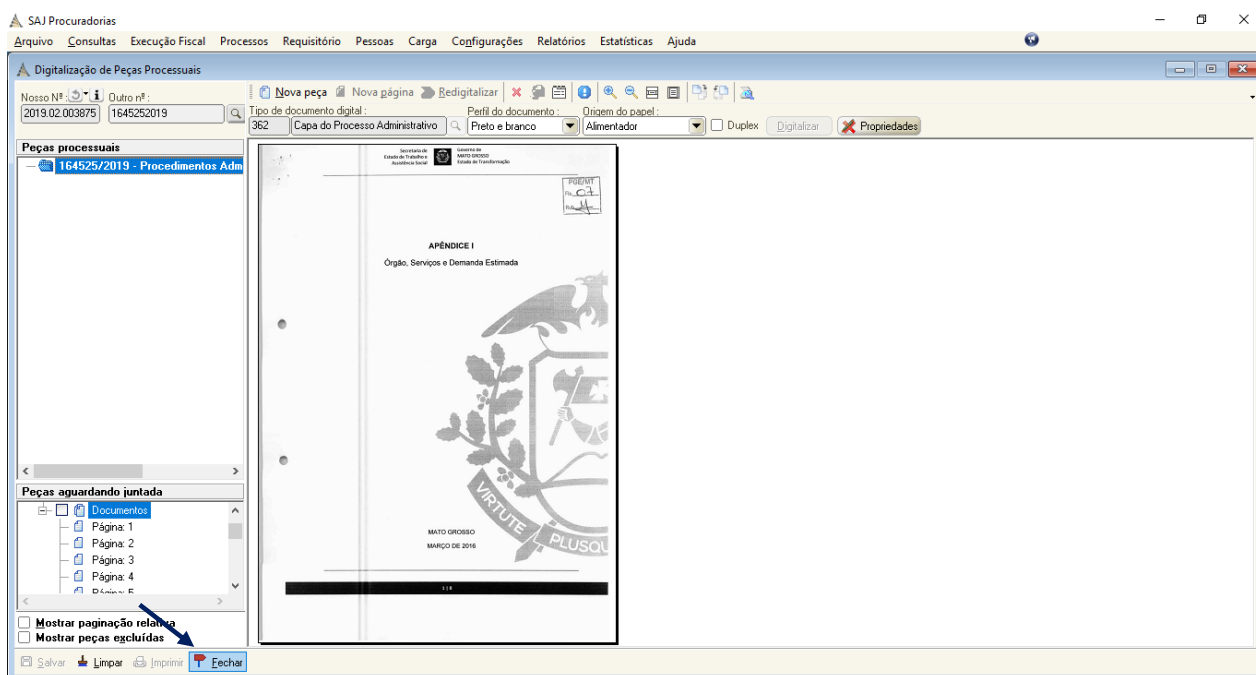 SAJ Procuradorias
Arquivo Consultas Execução Fiscal Processos Requisitório Pessoas Carga Configurações Relatórios Estatísticas Ajuda
Digitalização de Peças Processuais
Nosso Nº : Outro nº :
2019.02.003875 1645252019
Nova peça Nova página Redigitalizar
Tipo de documento digital : Perfil do documento : Origem do papel :
362 Capa do Processo Administrativo Preto e branco Alimentador Duplex Digitalizar Propriedades
Peças processuais
164525/2019 - Procedimentos Adm
Secretaria de
Estado de Trabalho e
Assistência Social
Governo de
MATO GROSSO
Estado de Transformação
PGE/MT
07
APÊNDICE I
Órgão, Serviços e Demanda Estimada
VIRTUTE PLUSQU
MATO GROSSO
MARÇO DE 2016
Peças aguardando juntada
Documentos
Página: 1
Página: 2
Página: 3
Página: 4
Página: 5
Mostrar paginação relativa
Mostrar peças excluídas
Salvar Limpar Imprimir Fechar